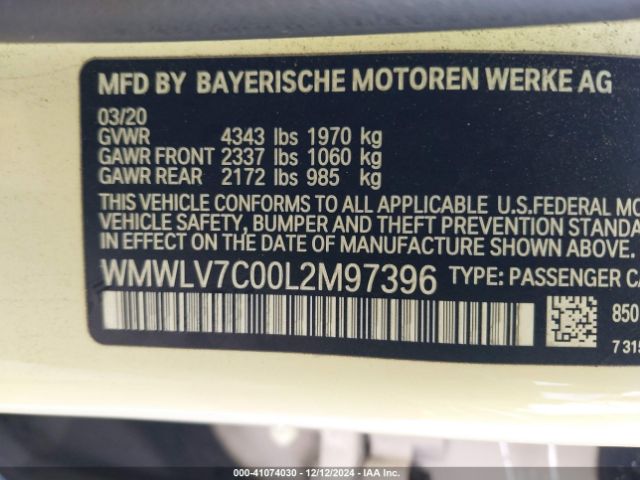 MFD BY BAYERISCHE MOTOREN WERKE AG
03/20
GVWR 4343 lbs 1970 kg
GAWR FRONT 2337 lbs 1060 kg
GAWR REAR 2172 lbs 985 kg
THIS VEHICLE CONFORMS TO ALL APPLICABLE U.S.FEDERAL MO
VEHICLE SAFETY, BUMPER AND THEFT PREVENTION STANDA
IN EFFECT ON THE DATE OF MANUFACTURE SHOWN ABOVE.
WMWLV7C00L2M97396 TYPE: PASSENGER CA
850
7315
000-41074030 - 12/12/2024 - IAA Inc.